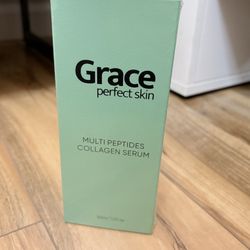 Grace
perfect skin
MULTI PEPTIDES
COLLAGEN SERUM